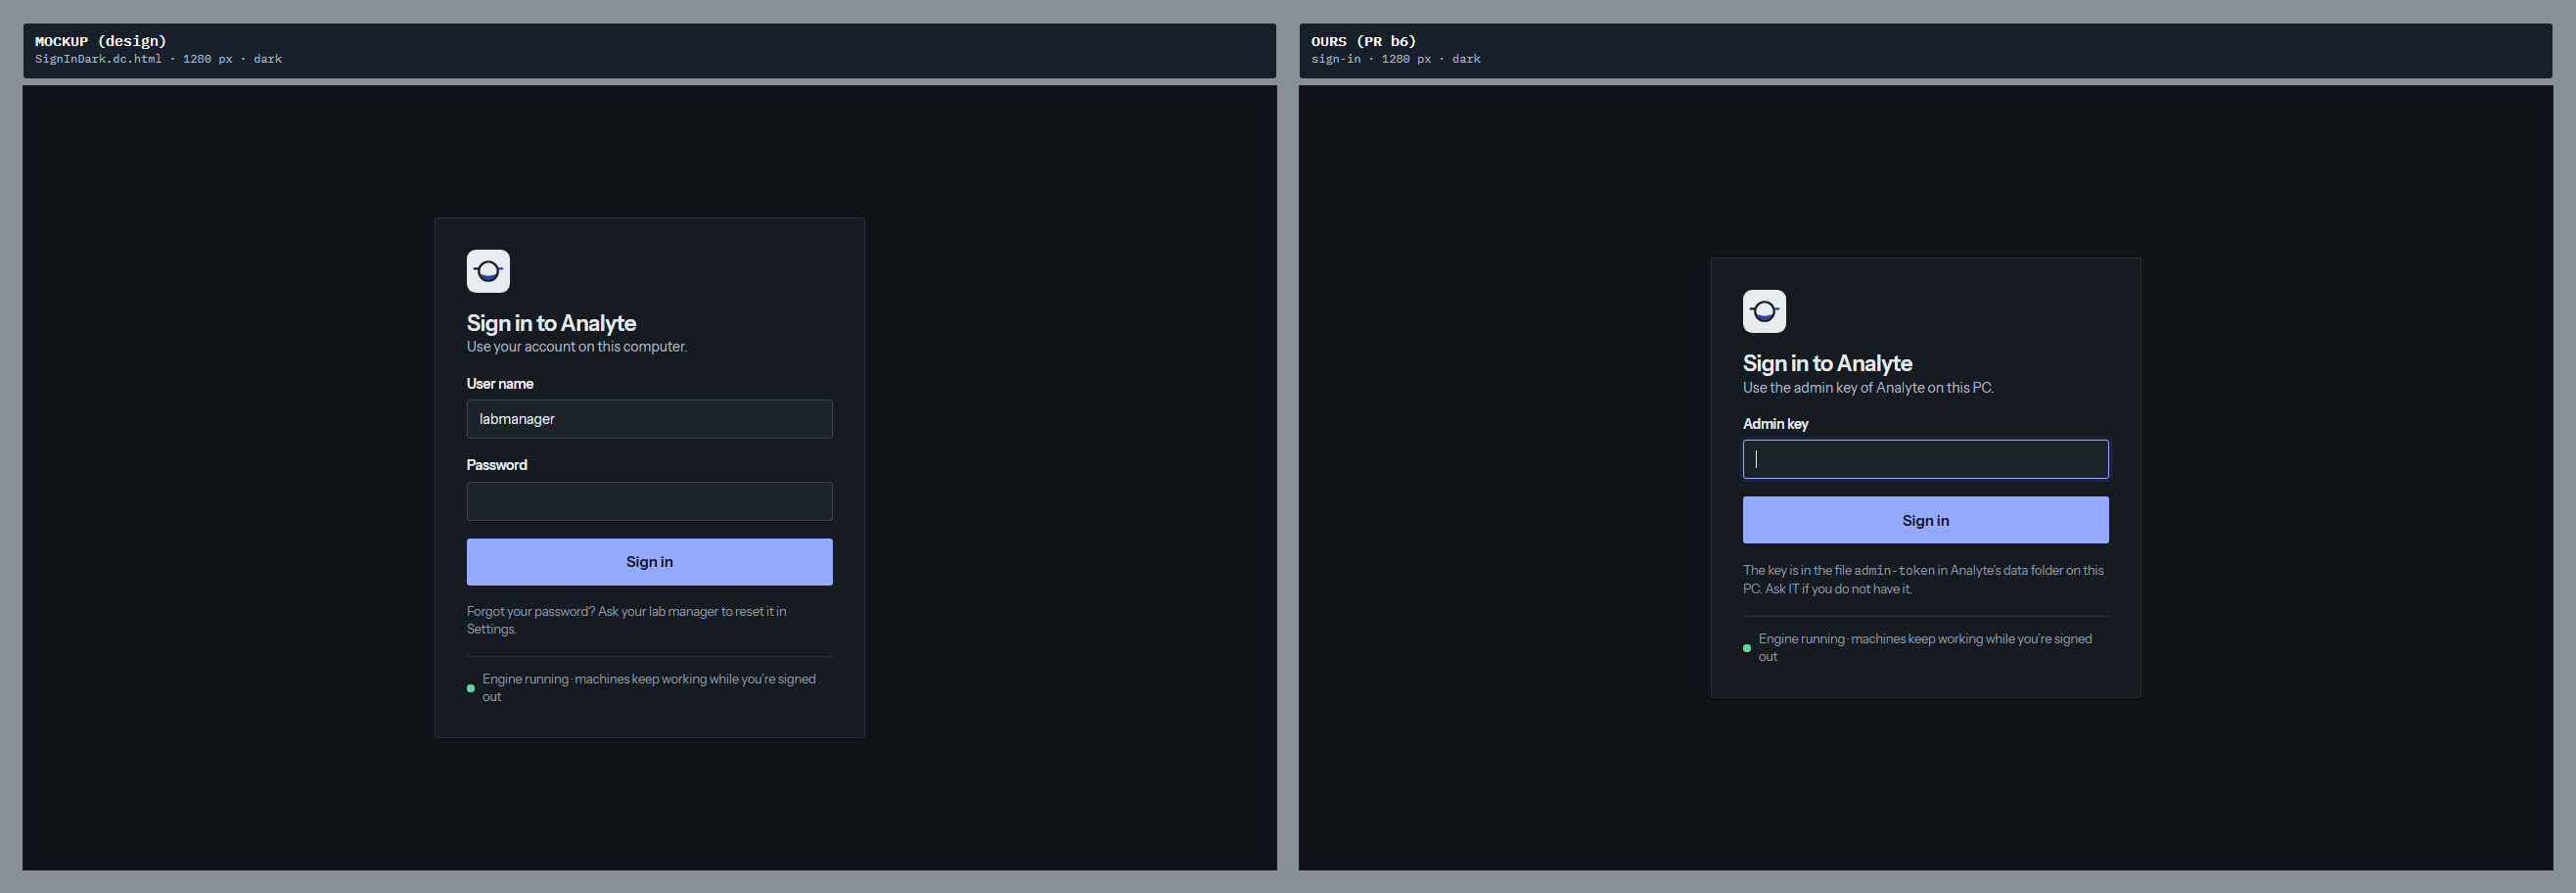 MOCKUP (design)
SignInDark.dc.html · 1280 px · dark
Sign in to Analyte
Use your account on this computer.
User name
labmanager
Password
Sign in
Forgot your password? Ask your lab manager to reset it in
Settings.
Engine running · machines keep working while you're signed
out
OURS (PR b6)
sign-in · 1280 px · dark
Sign in to Analyte
Use the admin key of Analyte on this PC.
Admin key
Sign in
The key is in the file admin-token in Analyte's data folder on this
PC. Ask IT if you do not have it.
Engine running · machines keep working while you're signed
out